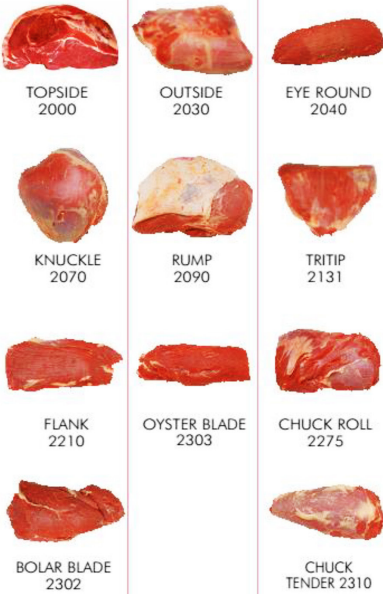 TOPSIDE
2000
OUTSIDE
2030
EYE ROUND
2040
KNUCKLE
2070
RUMP
2090
TRITIP
2131
FLANK
2210
OYSTER BLADE
2303
CHUCK ROLL
2275
BOLAR BLADE
2302
CHUCK
TENDER 2310